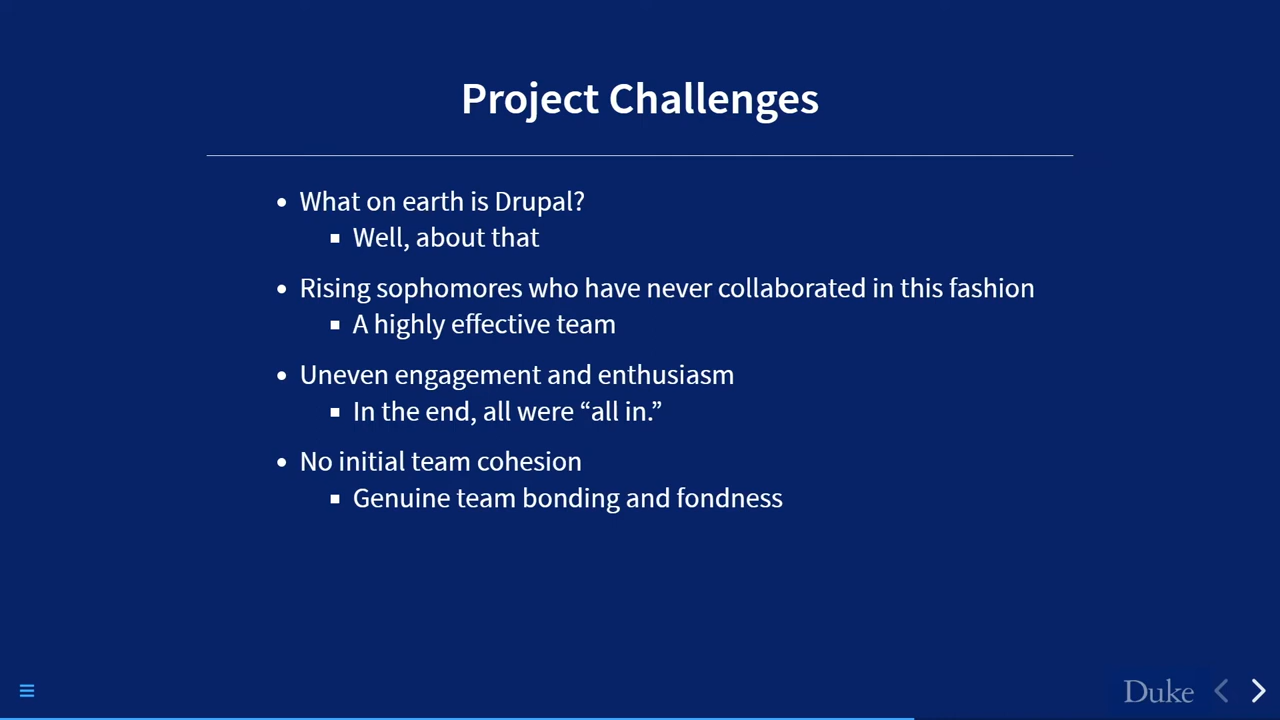 Project Challenges
What on earth is Drupal?
Well, about that
Rising sophomores who have never collaborated in this fashion
A highly effective team
Uneven engagement and enthusiasm
In the end, all were “all in.”
No initial team cohesion
Genuine team bonding and fondness
Duke